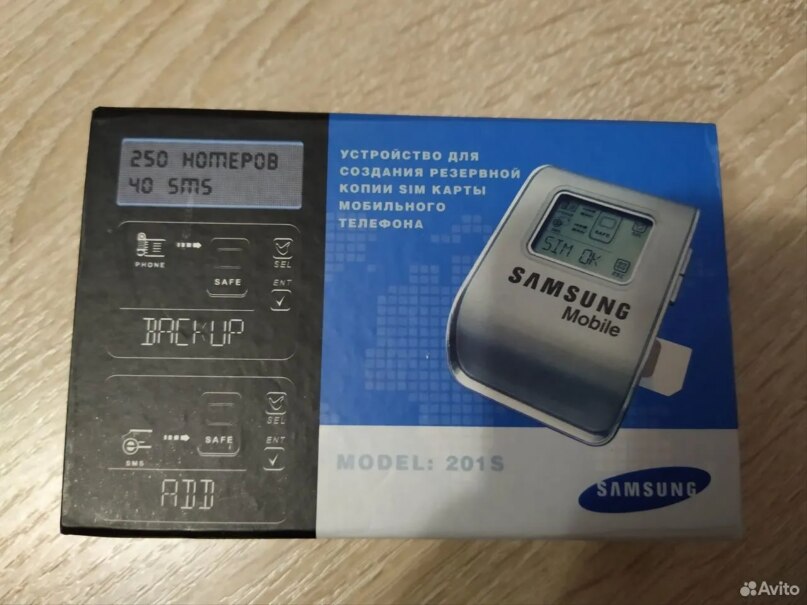 250 НОМЕРОВ
40 SMS
PHONE
SAFE
SEL
ENT
BACKUP
SMS
SAFE
SEL
ENT
ADD
УСТРОЙСТВО ДЛЯ
СОЗДАНИЯ РЕЗЕРВНОЙ
КОПИИ SIM КАРТЫ
МОБИЛЬНОГО
ТЕЛЕФОНА
SAFE
SIM OK
SAMSUNG
Mobile
MODEL: 201S
SAMSUNG
Avito